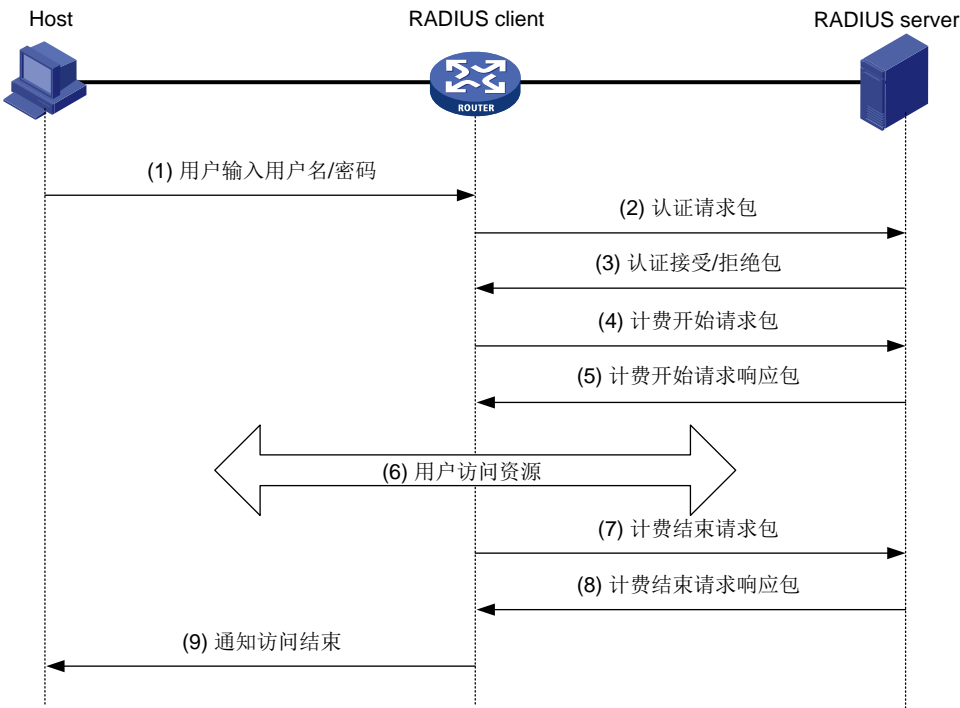 Host
RADIUS client
RADIUS server
ROUTER
(1) 用户输入用户名/密码
(2) 认证请求包
(3) 认证接受/拒绝包
(4) 计费开始请求包
(5) 计费开始请求响应包
(6) 用户访问资源
(7) 计费结束请求包
(8) 计费结束请求响应包
(9) 通知访问结束